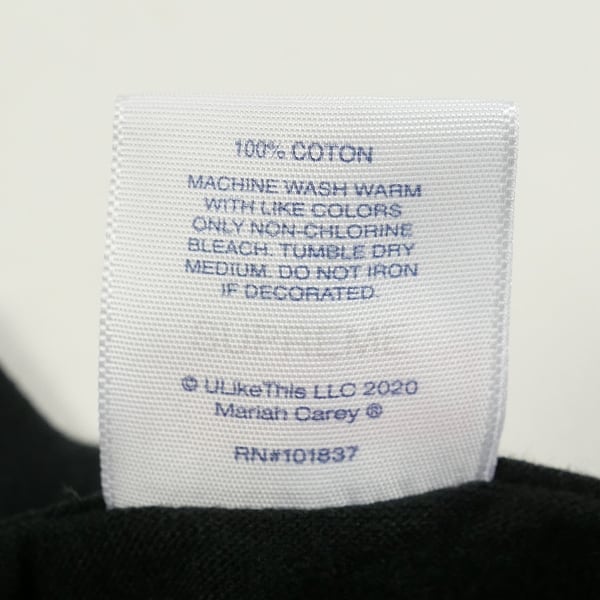 100% COTON
MACHINE WASH WARM
WITH LIKE COLORS
ONLY NON-CHLORINE
BLEACH. TUMBLE DRY
MEDIUM. DO NOT IRON
IF DECORATED.
SUPREME
© ULikeThis LLC 2020
Mariah Carey ®
RN#101837